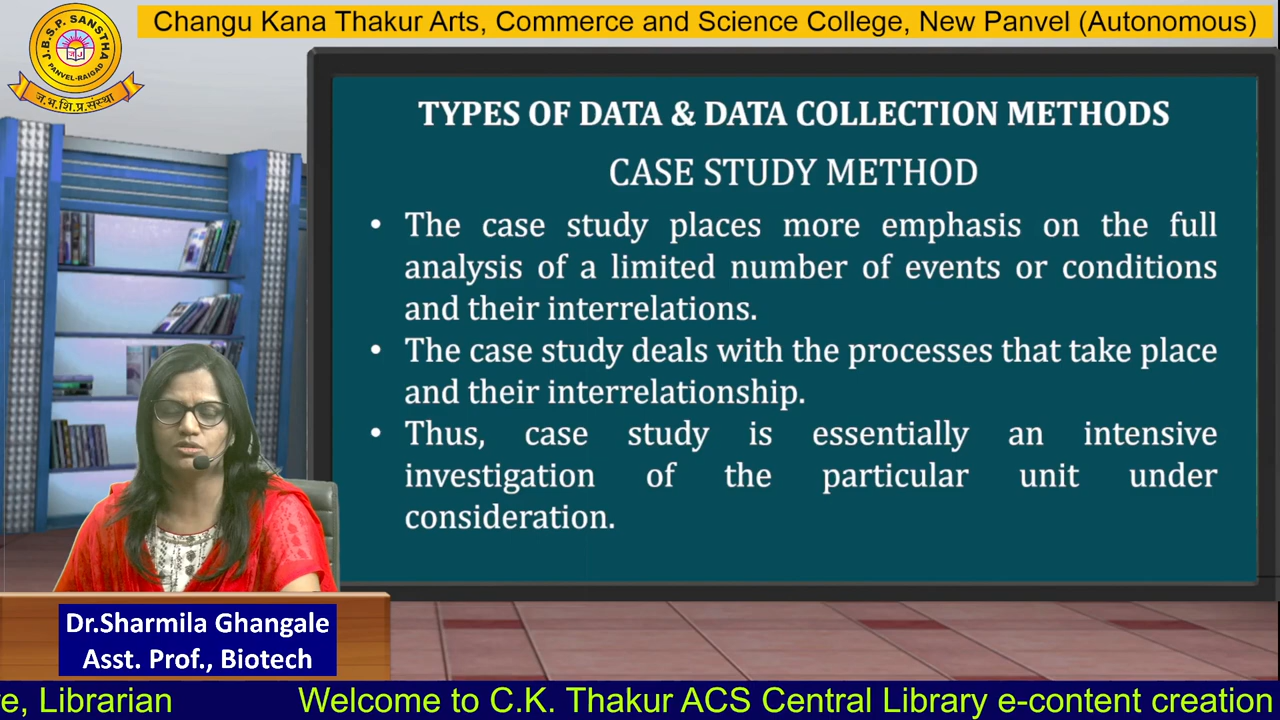 Changu Kana Thakur Arts, Commerce and Science College, New Panvel (Autonomous)
J.B.S.P. SANSTHA
PANVEL-RAIGAD
ज.भ.शि.प्र.संस्था
TYPES OF DATA & DATA COLLECTION METHODS
CASE STUDY METHOD
• The case study places more emphasis on the full
analysis of a limited number of events or conditions
and their interrelations.
• The case study deals with the processes that take place
and their interrelationship.
• Thus, case study is essentially an intensive
investigation of the particular unit under
consideration.
Dr.Sharmila Ghangale
Asst. Prof., Biotech
e, Librarian Welcome to C.K. Thakur ACS Central Library e-content creation